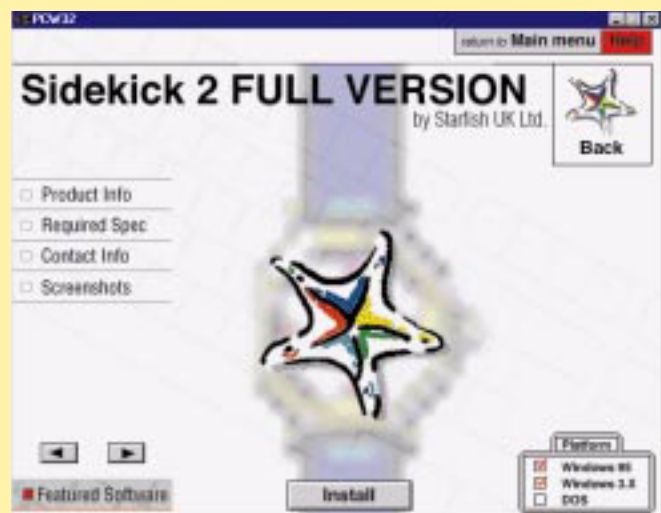 PCW32
return to Main menu Help
Sidekick 2 FULL VERSION
by Starfish UK Ltd.
Back
Product Info
Required Spec
Contact Info
Screenshots
Featured Software
Install
Platform
Windows 95
Windows 3.X
DOS